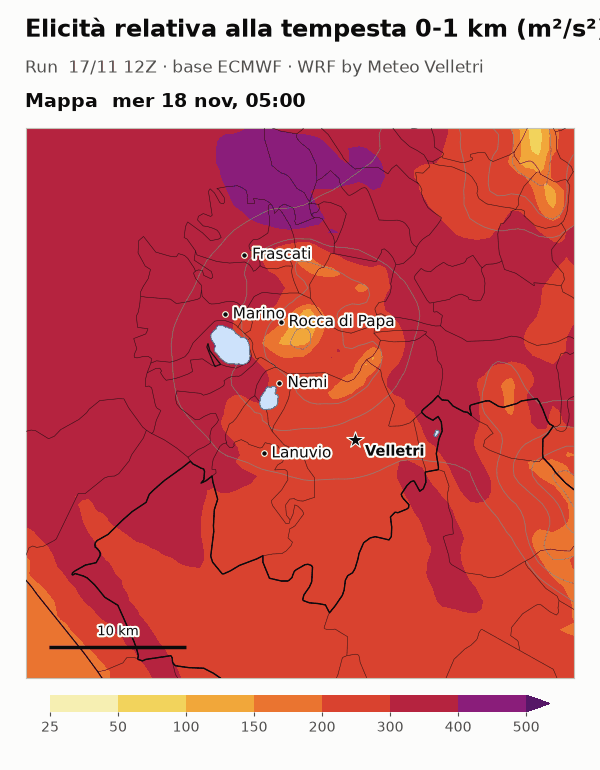 Elicità relativa alla tempesta 0-1 km (m²/s²)
Run 17/11 12Z · base ECMWF · WRF by Meteo Velletri
Mappa mer 18 nov, 05:00
Frascati
Marino
Rocca di Papa
Nemi
Velletri
Lanuvio
10 km
25 50 100 150 200 300 400 500